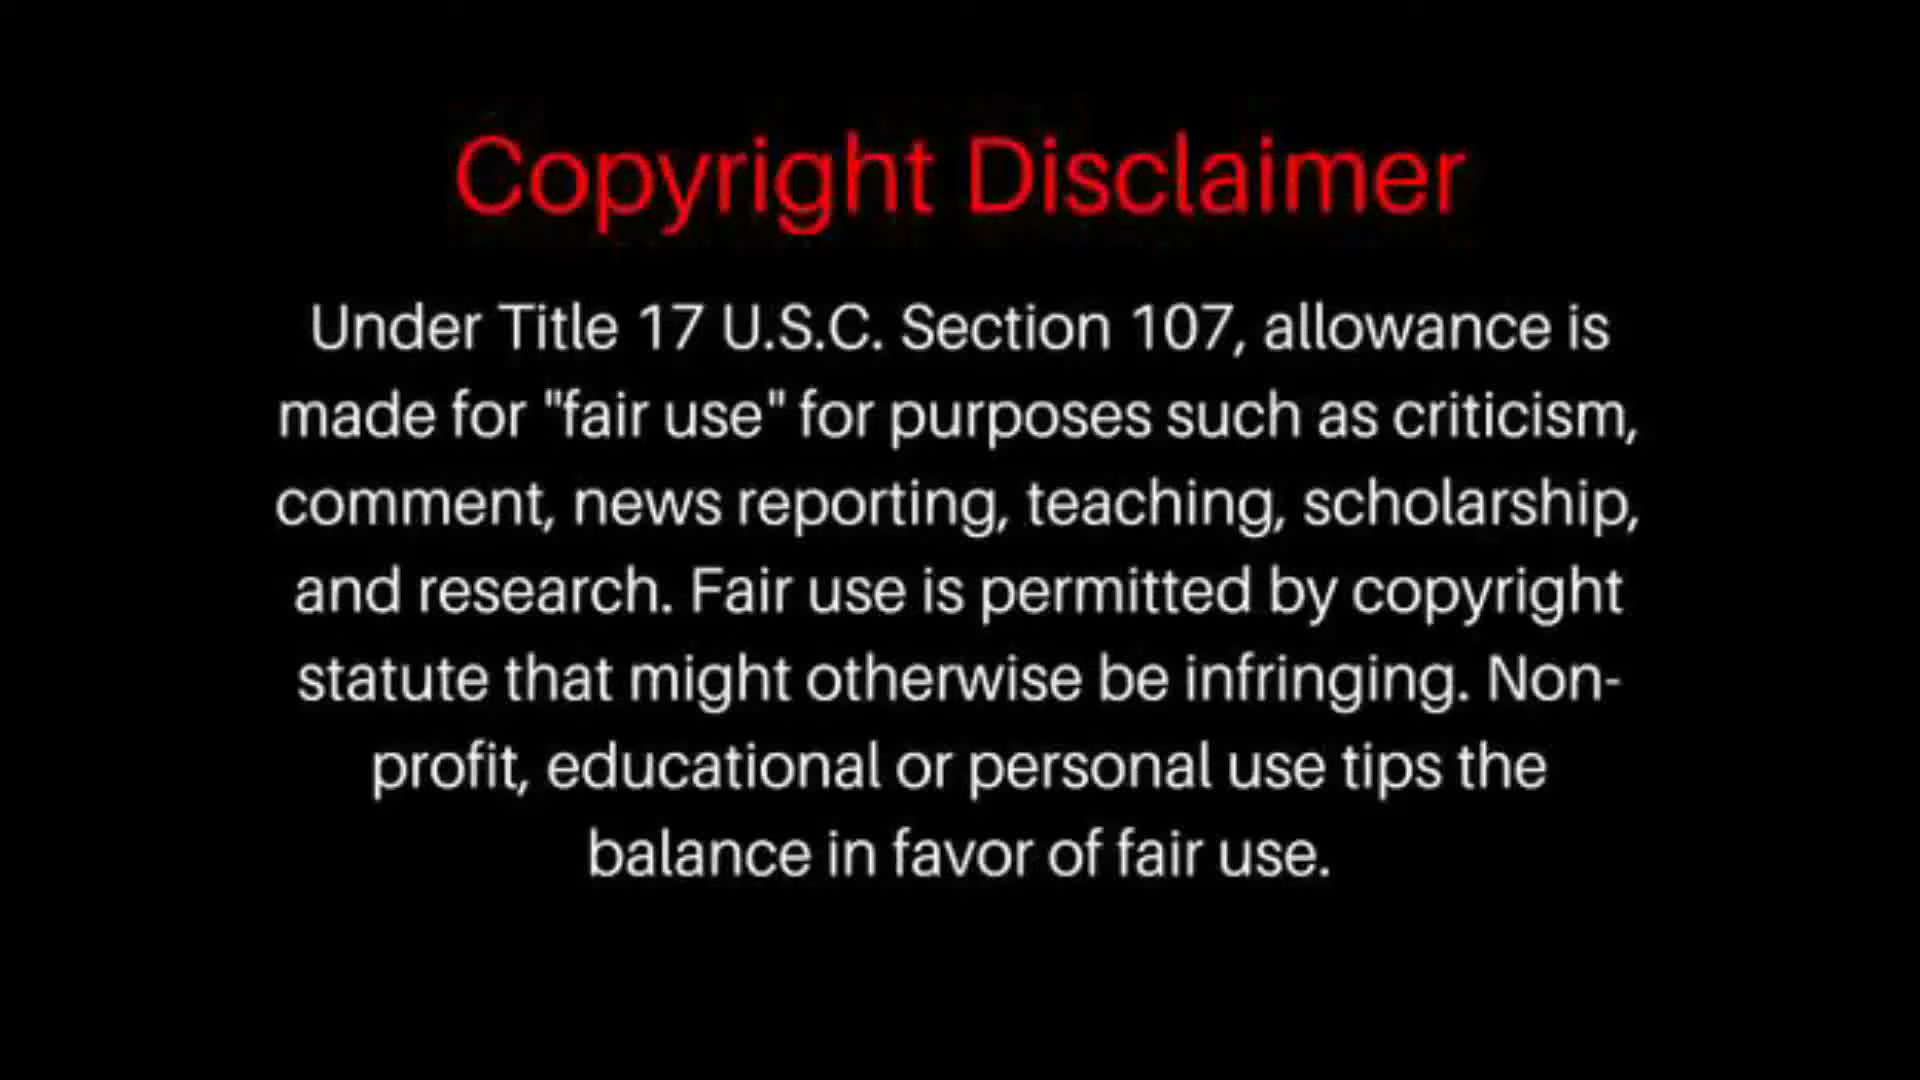 Copyright Disclaimer
Under Title 17 U.S.C. Section 107, allowance is
made for "fair use" for purposes such as criticism,
comment, news reporting, teaching, scholarship,
and research. Fair use is permitted by copyright
statute that might otherwise be infringing. Non-
profit, educational or personal use tips the
balance in favor of fair use.